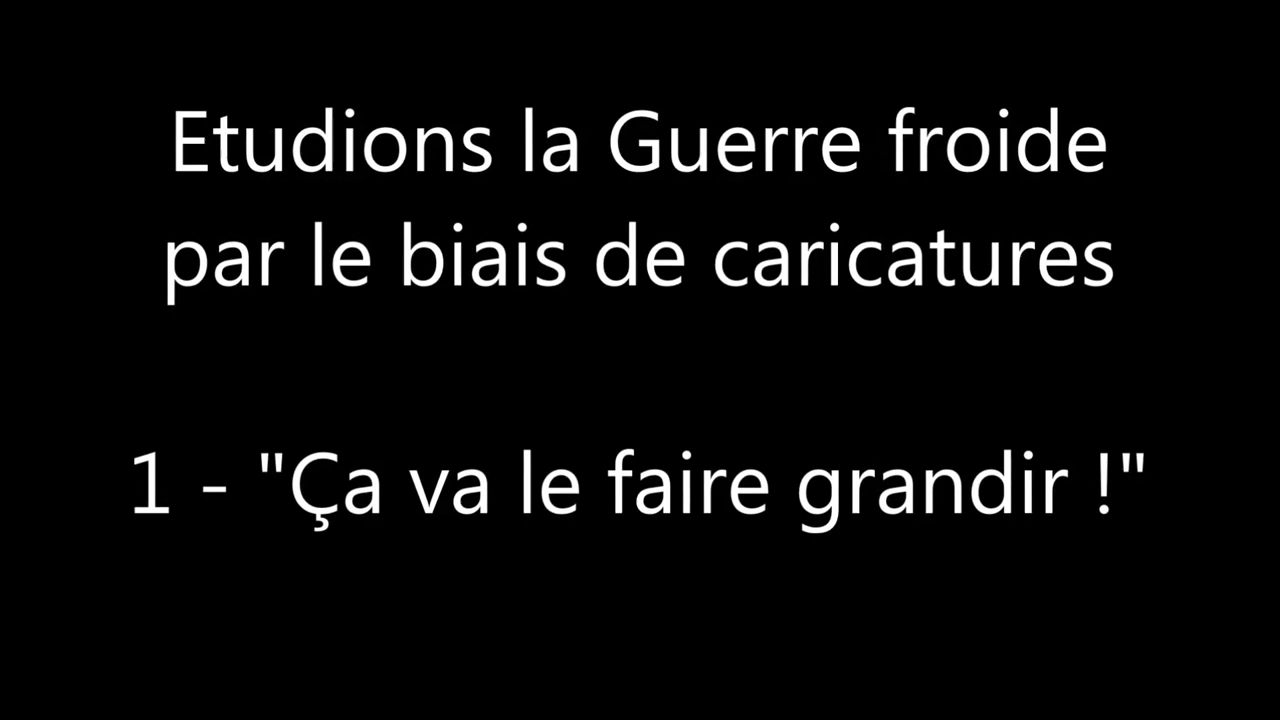 Etudions la Guerre froide
par le biais de caricatures
1 - "Ça va le faire grandir !"